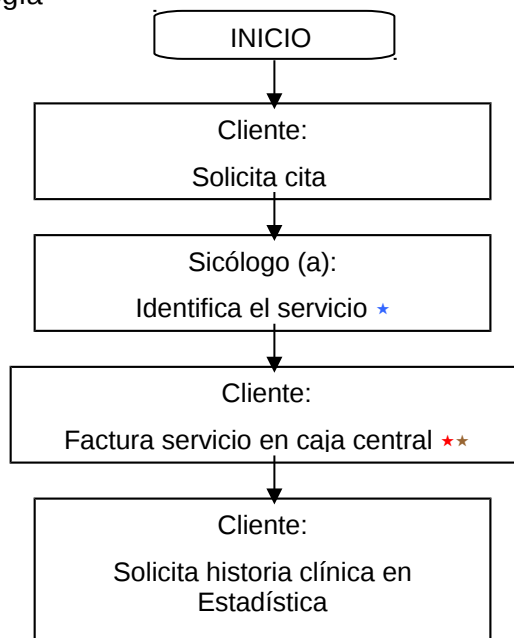 INICIO
Cliente:
Solicita cita
Sicólogo (a):
Identifica el servicio ★
Cliente:
Factura servicio en caja central ★★
Cliente:
Solicita historia clínica en
Estadística